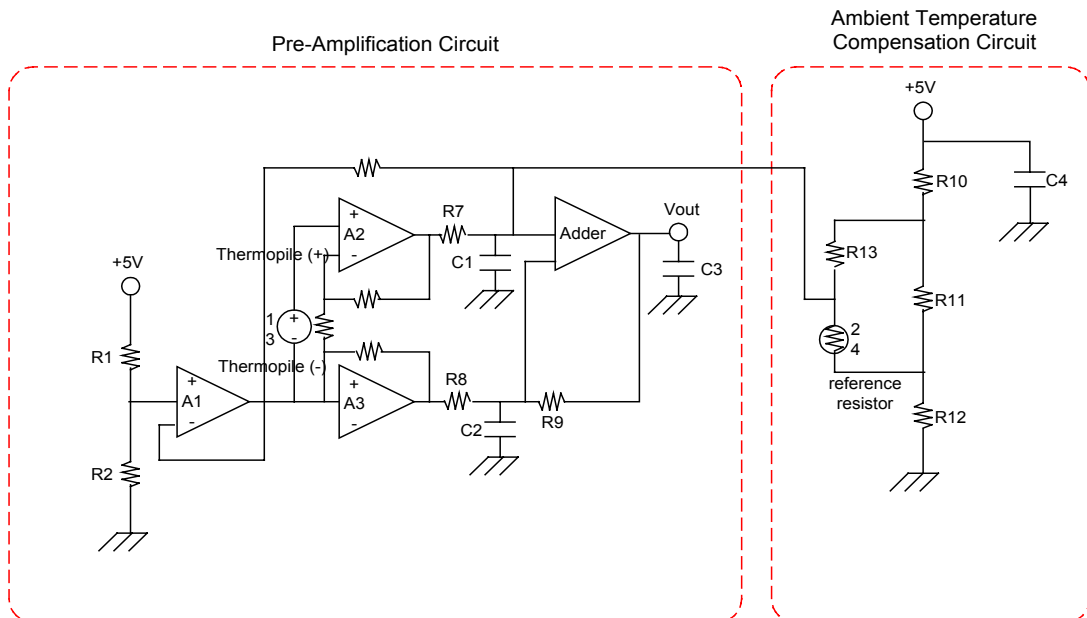 Pre-Amplification Circuit
Ambient Temperature
Compensation Circuit
+5V
R10
C4
R13
R11
2
4
reference
resistor
R12
+5V
R1
R2
+
A1
-
Thermopile (+)
1
+
3
-
Thermopile (-)
+
A2
-
R7
C1
Adder
Vout
C3
+
A3
-
R8
C2
R9